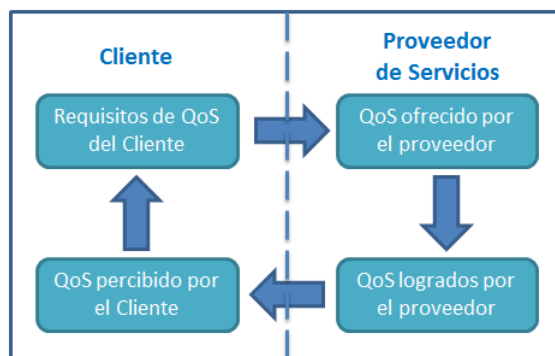 Cliente
Proveedor
de Servicios
Requisitos de QoS
del Cliente
QoS ofrecido por
el proveedor
QoS percibido por
el Cliente
QoS logrados por
el proveedor